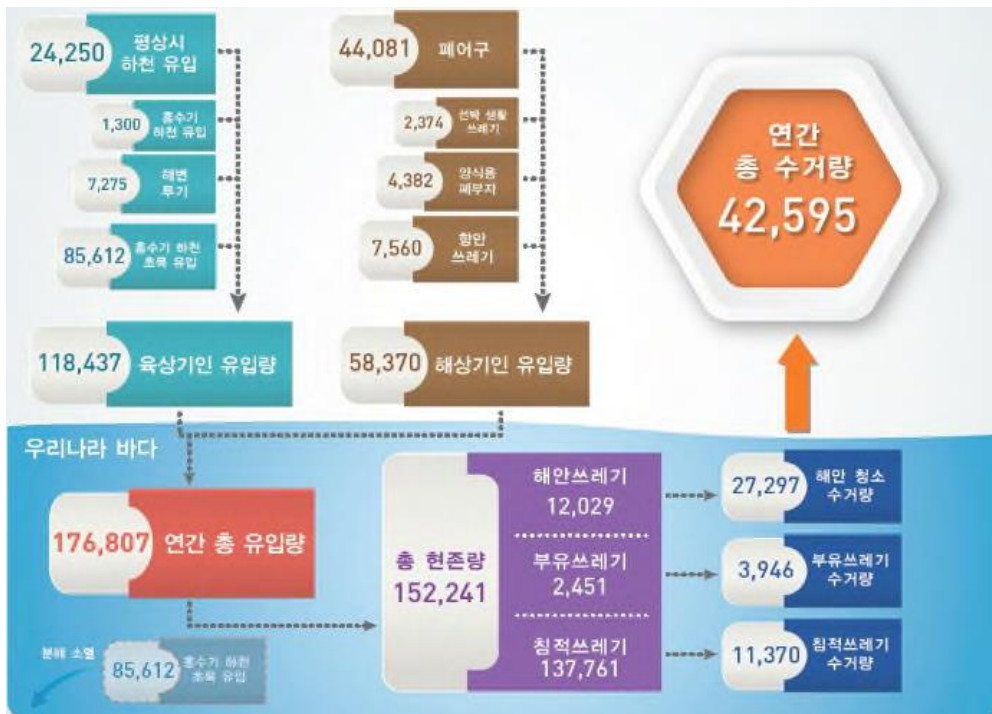 24,250
평상시
하천 유입
1,300
홍수기
하천 유입
7,275
해변
투기
85,612
홍수기 하천
초목 유입
118,437 육상기인 유입량
44,081 폐어구
2,374
선박 생활
쓰레기
4,382
양식용
폐부자
7,560
항만
쓰레기
58,370 해상기인 유입량
연간
총 수거량
42,595
우리나라 바다
176,807 연간 총 유입량
분해 소멸
85,612
홍수기 하천
초목 유입
총 현존량
152,241
해안쓰레기
12,029
부유쓰레기
2,451
침적쓰레기
137,761
27,297
해안 청소
수거량
3,946
부유쓰레기
수거량
11,370
침적쓰레기
수거량